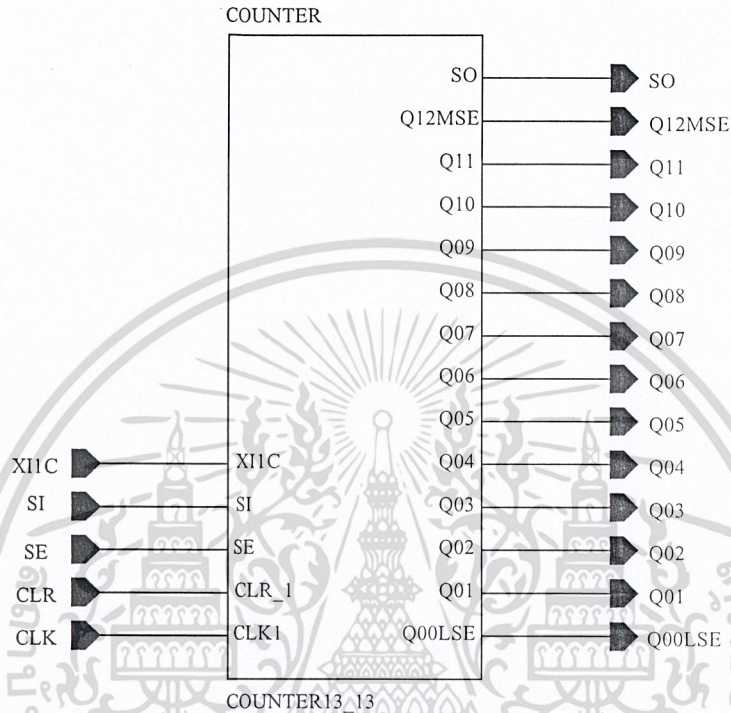 COUNTER
SO SO
Q12MSE Q12MSE
Q11 Q11
Q10 Q10
Q09 Q09
Q08 Q08
Q07 Q07
Q06 Q06
Q05 Q05
XI1C XI1C Q04 Q04
SI SI Q03 Q03
SE SE Q02 Q02
CLR CLR_1 Q01 Q01
CLK CLK1 Q00LSE Q00LSE
COUNTER13_13